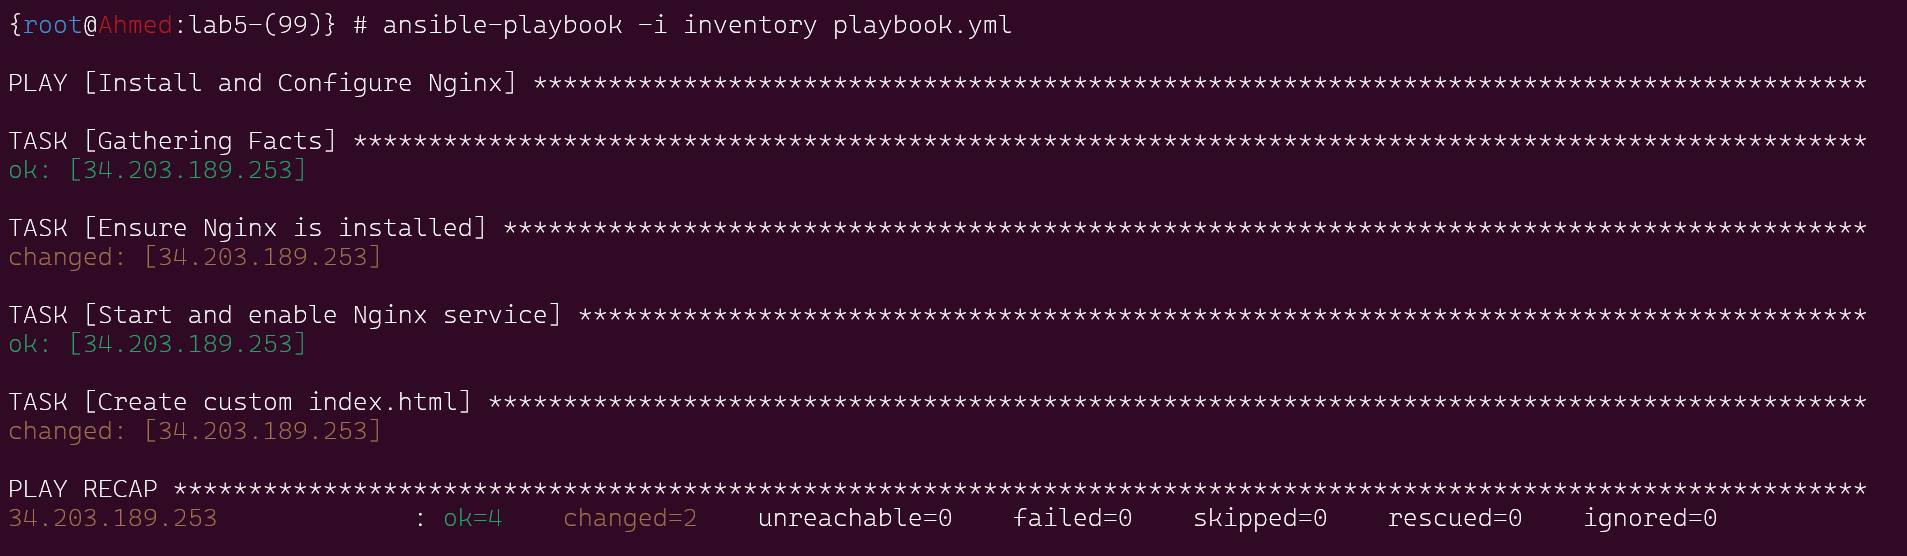 {root@Ahmed:lab5-(99)} # ansible-playbook -i inventory playbook.yml
PLAY [Install and Configure Nginx] *****************************************************************************************
TASK [Gathering Facts] *****************************************************************************************************
ok: [34.203.189.253]
TASK [Ensure Nginx is installed] *******************************************************************************************
changed: [34.203.189.253]
TASK [Start and enable Nginx service] **************************************************************************************
ok: [34.203.189.253]
TASK [Create custom index.html] ********************************************************************************************
changed: [34.203.189.253]
PLAY RECAP *****************************************************************************************************************
34.203.189.253             : ok=4    changed=2    unreachable=0    failed=0    skipped=0    rescued=0    ignored=0